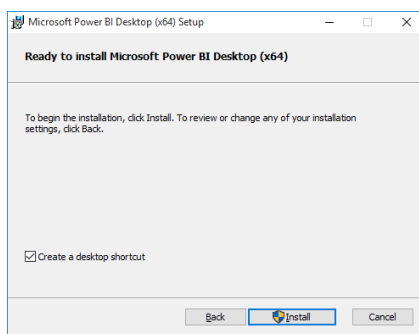 Microsoft Power BI Desktop (x64) Setup
Ready to install Microsoft Power BI Desktop (x64)
To begin the installation, click Install. To review or change any of your installation
settings, click Back.
Create a desktop shortcut
Back
Install
Cancel